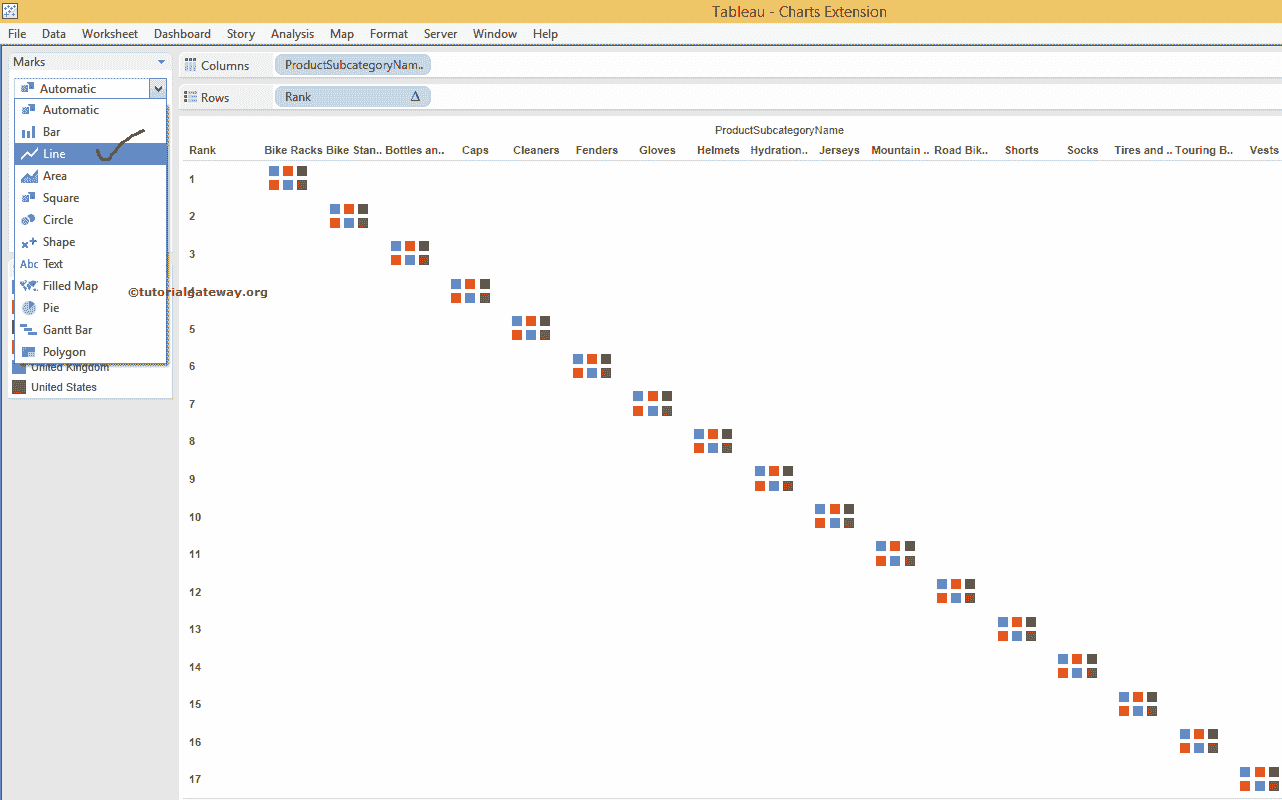 Tableau - Charts Extension
File Data Worksheet Dashboard Story Analysis Map Format Server Window Help
Marks
Automatic
Automatic
Bar
Line
Area
Square
Circle
Shape
Abc Text
Filled Map
Pie
Gantt Bar
Polygon
United Kingdom
United States
Columns ProductSubcategoryNam..
Rows Rank Δ
ProductSubcategoryName
Rank Bike Racks Bike Stan.. Bottles an.. Caps Cleaners Fenders Gloves Helmets Hydration.. Jerseys Mountain .. Road Bik.. Shorts Socks Tires and .. Touring B.. Vests
1
2
3
4
©tutorialgateway.org
5
6
7
8
9
10
11
12
13
14
15
16
17